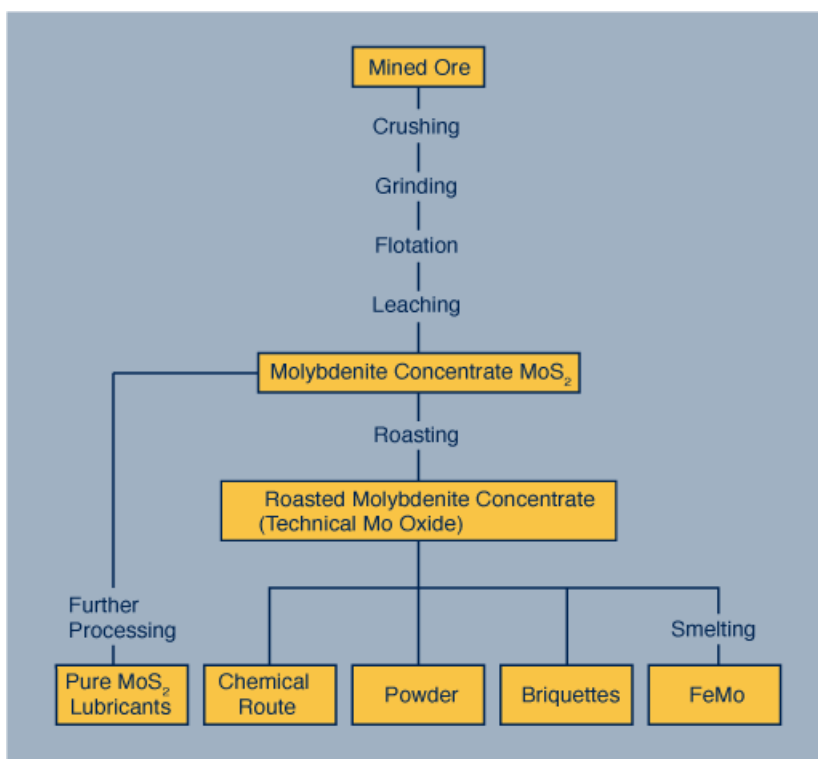 Mined Ore
Crushing
Grinding
Flotation
Leaching
Molybdenite Concentrate MoS₂
Roasting
Roasted Molybdenite Concentrate
(Technical Mo Oxide)
Further
Processing
Smelting
Pure MoS₂
Lubricants
Chemical
Route
Powder
Briquettes
FeMo